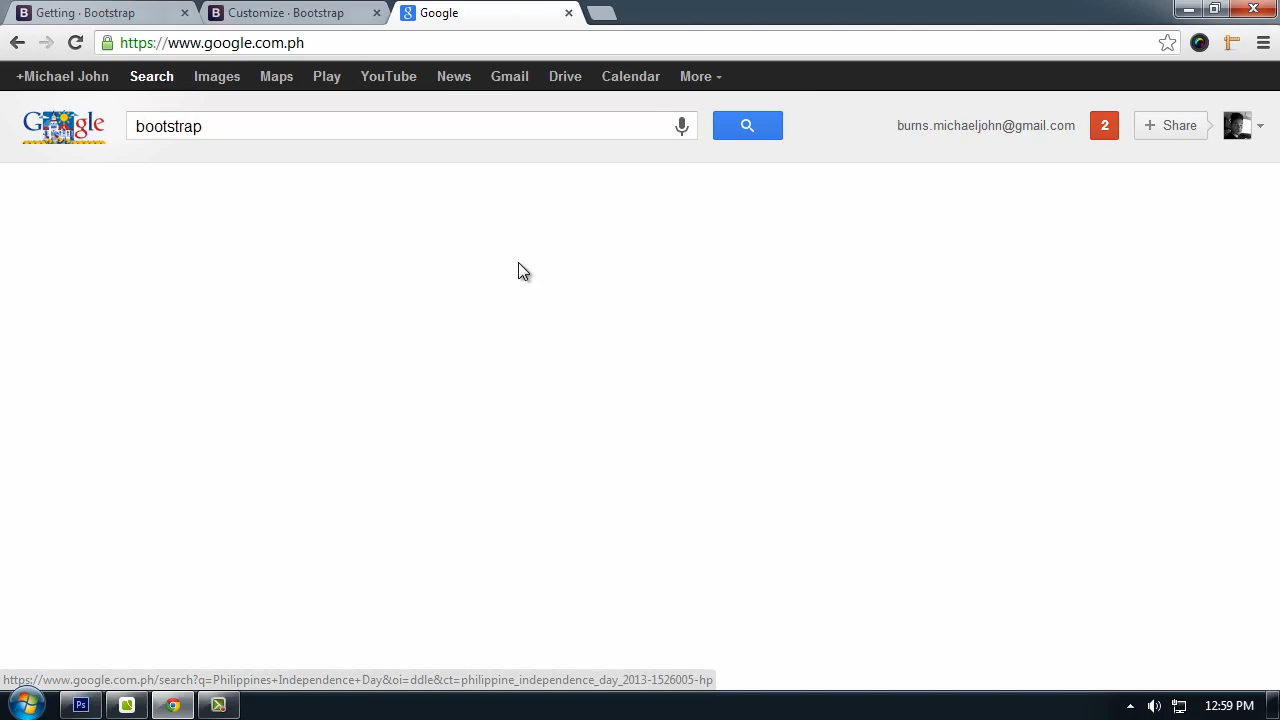 Getting · Bootstrap
Customize · Bootstrap
Google
https://www.google.com.ph
+Michael John Search Images Maps Play YouTube News Gmail Drive Calendar More
Google bootstrap burns.michaeljohn@gmail.com 2 + Share
https://www.google.com.ph/search?q=Philippines+Independence+Day&oi=ddle&ct=philippine_independence_day_2013-1526005-hp
Ps 12:59 PM